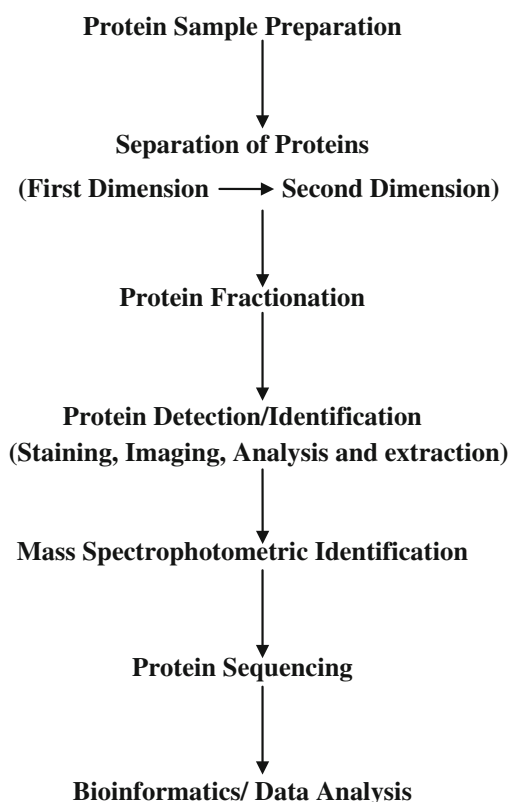 Protein Sample Preparation
Separation of Proteins
(First Dimension → Second Dimension)
Protein Fractionation
Protein Detection/Identification
(Staining, Imaging, Analysis and extraction)
Mass Spectrophotometric Identification
Protein Sequencing
Bioinformatics/ Data Analysis